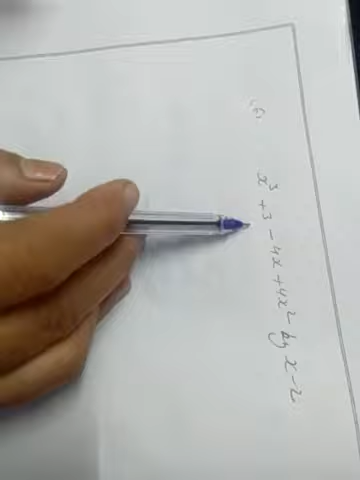 (f) x³ + 3 - 4x + 4x² by x - 2